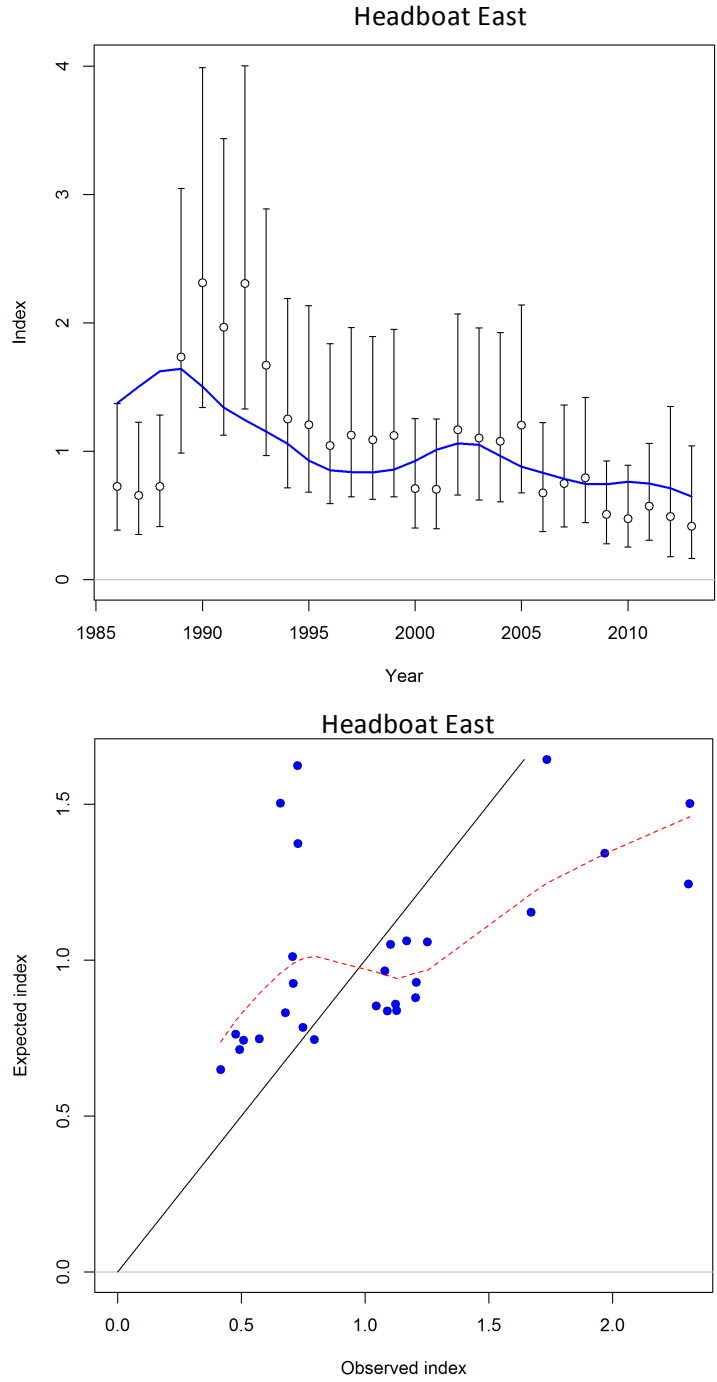 Headboat East
4
3
2
1
0
Index
1985 1990 1995 2000 2005 2010
Year
Headboat East
1.5
1.0
0.5
0.0
Expected index
0.0 0.5 1.0 1.5 2.0
Observed index